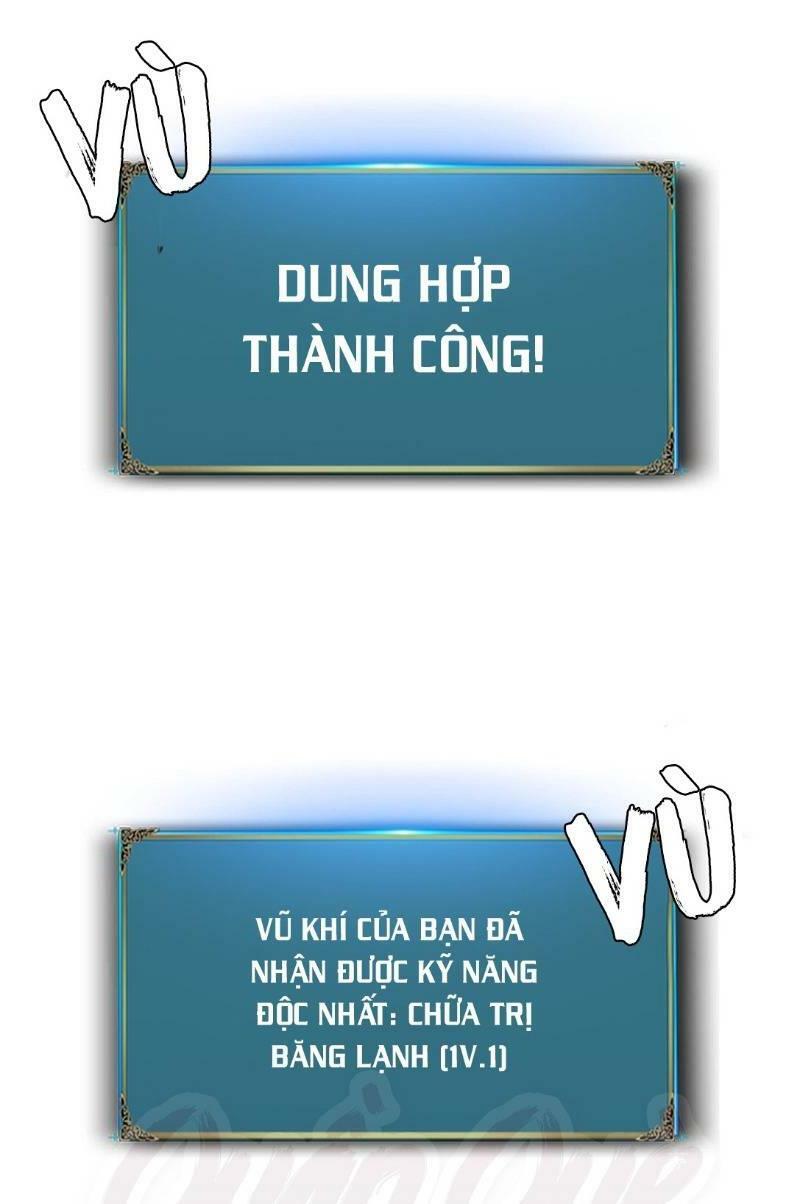 VÙ
DUNG HỢP
THÀNH CÔNG!
VÙ
VŨ KHÍ CỦA BẠN ĐÃ
NHẬN ĐƯỢC KỸ NĂNG
ĐỘC NHẤT: CHỮA TRỊ
BĂNG LẠNH (1V.1)